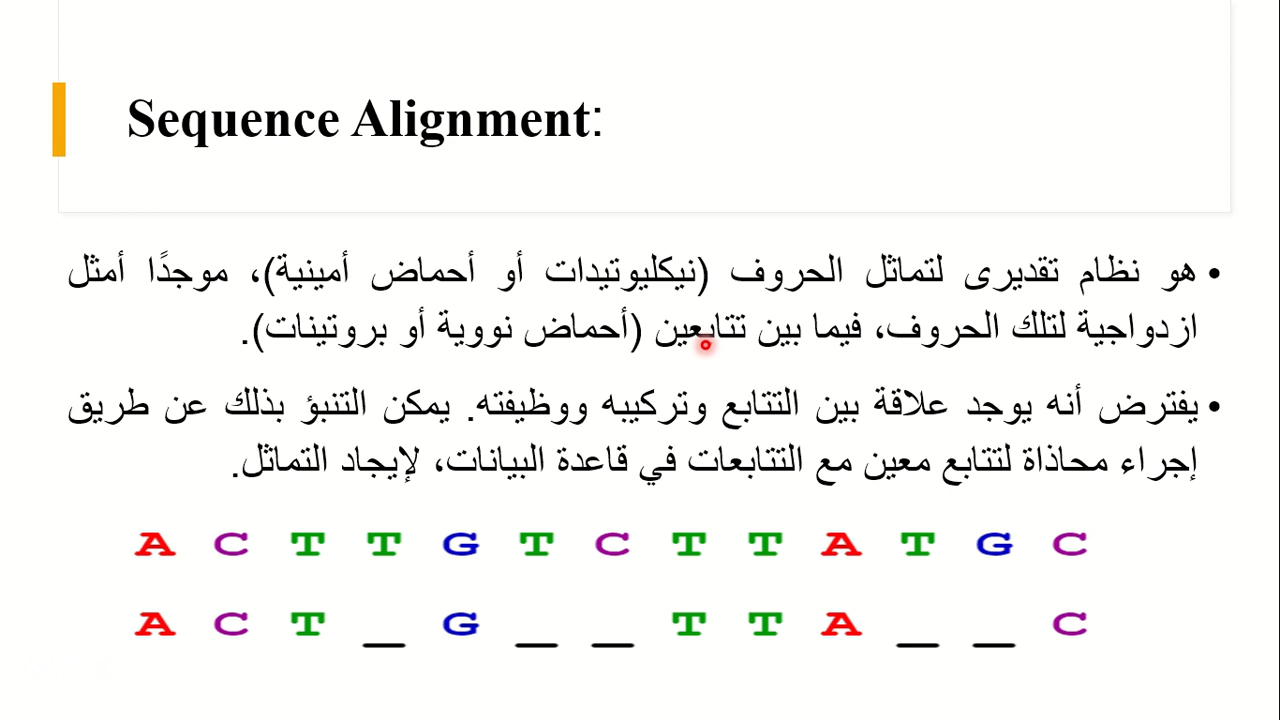 Sequence Alignment:
• هو نظام تقديرى لتماثل الحروف (نيكليوتيدات أو أحماض أمينية)، موجدًا أمثل
ازدواجية لتلك الحروف، فيما بين تتابعين (أحماض نووية أو بروتينات).
• يفترض أنه يوجد علاقة بين التتابع وتركيبه ووظيفته. يمكن التنبؤ بذلك عن طريق
إجراء محاذاة لتتابع معين مع التتابعات في قاعدة البيانات، لإيجاد التماثل.
A C T T G T C T T A T G C
A C T _ G _ _ T T A _ _ C